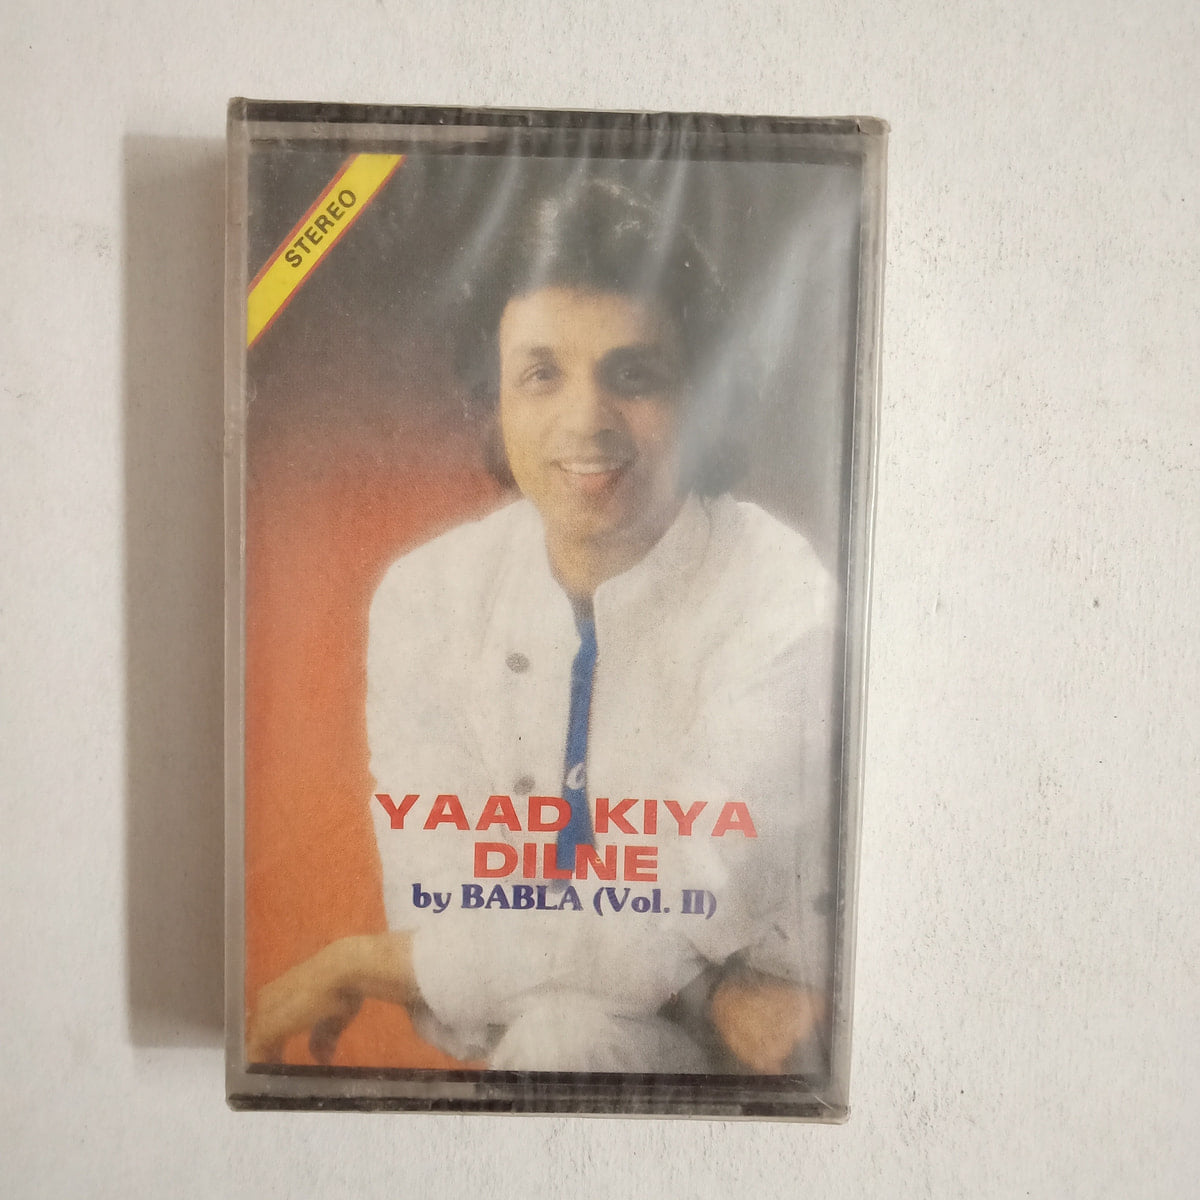 STEREO
YAAD KIYA
DILNE
by BABLA (Vol. II)